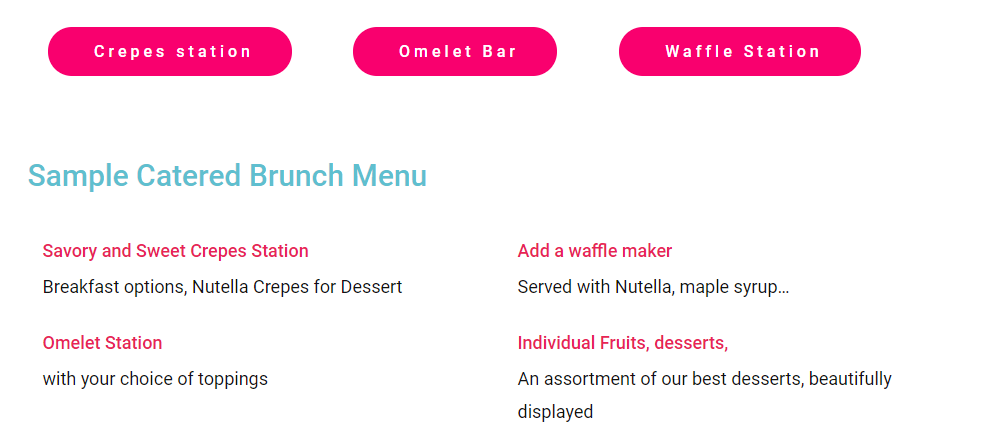 Crepes station
Omelet Bar
Waffle Station
Sample Catered Brunch Menu
Savory and Sweet Crepes Station
Breakfast options, Nutella Crepes for Dessert
Add a waffle maker
Served with Nutella, maple syrup…
Omelet Station
with your choice of toppings
Individual Fruits, desserts,
An assortment of our best desserts, beautifully
displayed